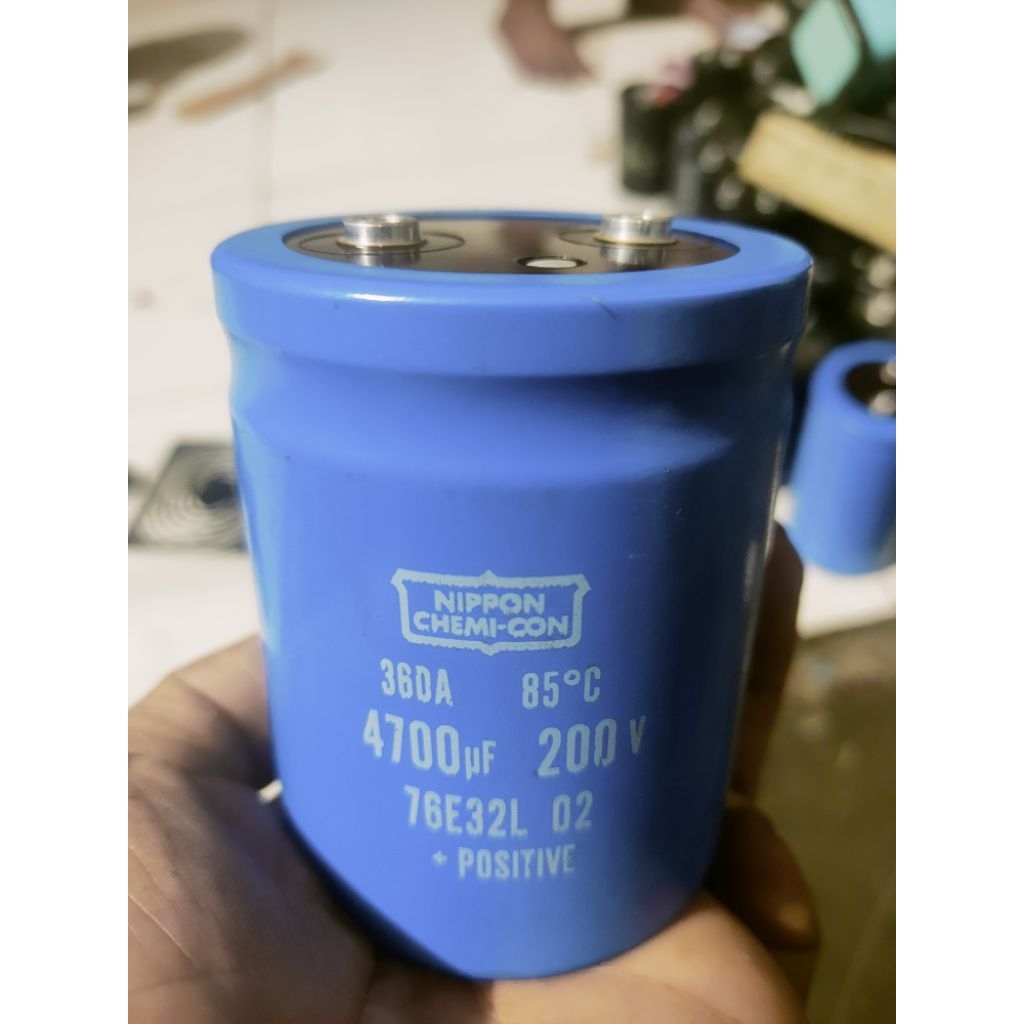 NIPPON
CHEMI-CON
36DA 85°C
4700µF 200V
76E32L 02
+ POSITIVE